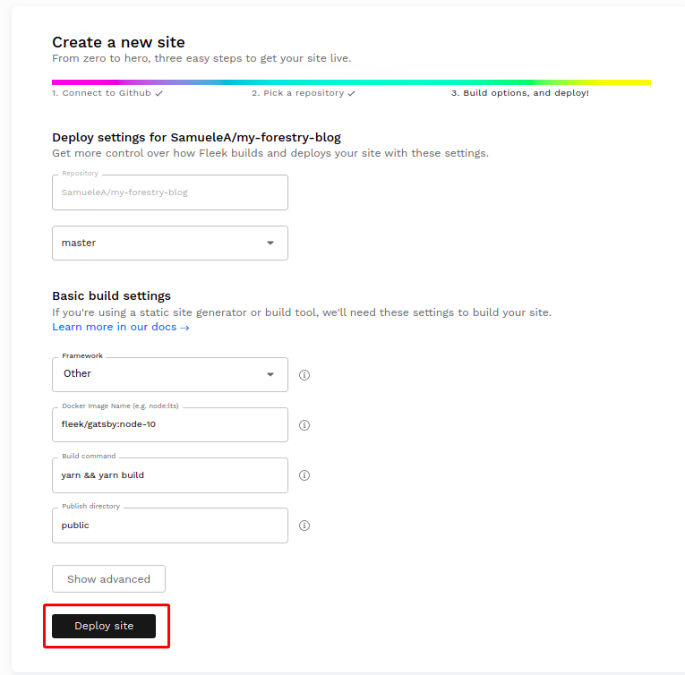 Create a new site
From zero to hero, three easy steps to get your site live.
1. Connect to Github ✓
2. Pick a repository ✓
3. Build options, and deploy!
Deploy settings for SamueleA/my-forestry-blog
Get more control over how Fleek builds and deploys your site with these settings.
Repository
SamueleA/my-forestry-blog
master
Basic build settings
If you're using a static site generator or build tool, we'll need these settings to build your site.
Learn more in our docs →
Framework
Other
Docker Image Name (e.g. node:lts)
fleek/gatsby:node-10
Build command
yarn && yarn build
Publish directory
public
Show advanced
Deploy site